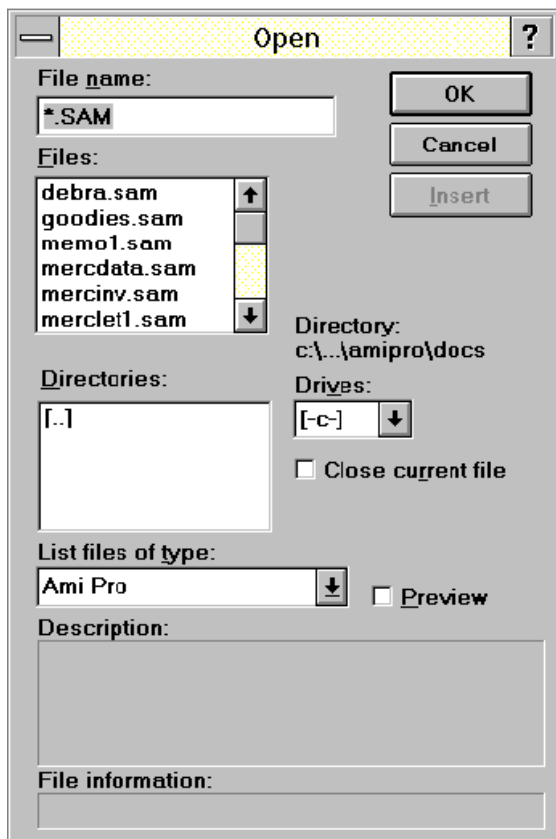 Open
?
File name:
*.SAM
OK
Cancel
Insert
Files:
debra.sam
goodies.sam
memo1.sam
mercdata.sam
mercinv.sam
merclet1.sam
Directory:
c:\...\amipro\docs
Directories:
[..]
Drives:
[-c-]
Close current file
List files of type:
Ami Pro
Preview
Description:
File information: